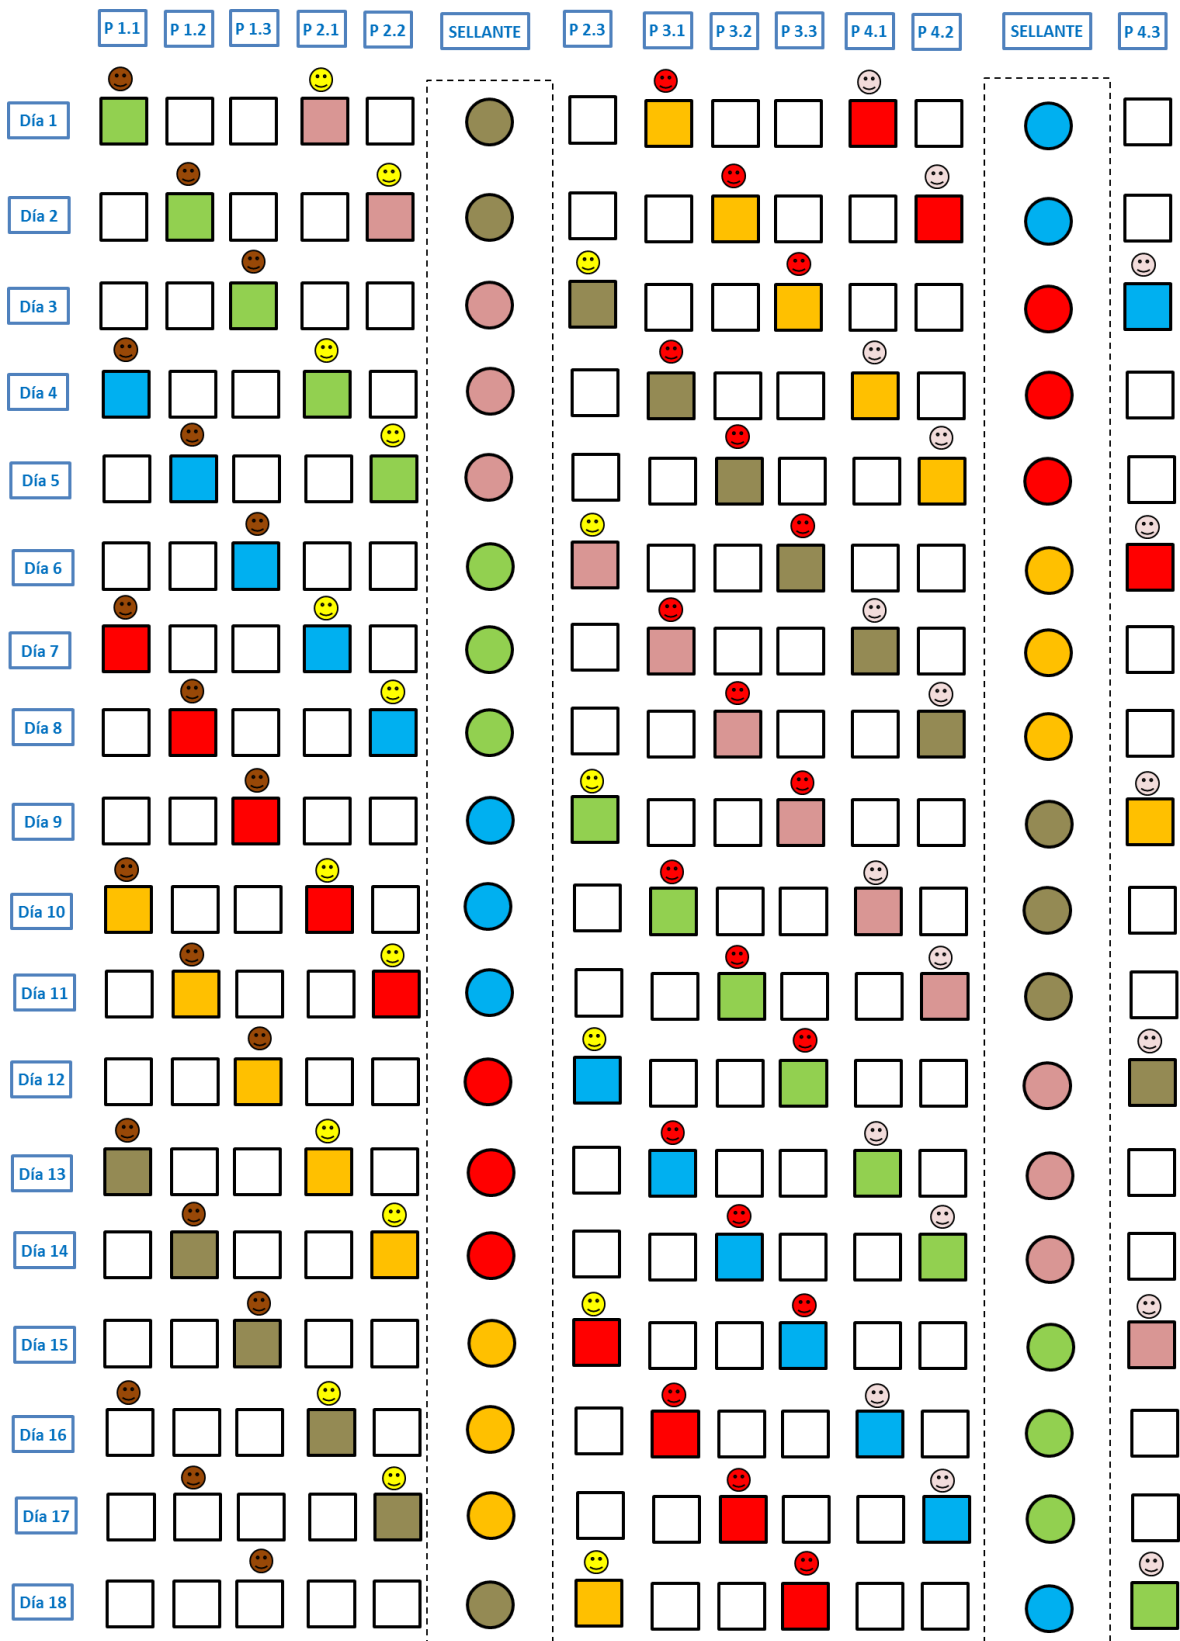 P 1.1 P 1.2 P 1.3 P 2.1 P 2.2 SELLANTE P 2.3 P 3.1 P 3.2 P 3.3 P 4.1 P 4.2 SELLANTE P 4.3
Día 1
Día 2
Día 3
Día 4
Día 5
Día 6
Día 7
Día 8
Día 9
Día 10
Día 11
Día 12
Día 13
Día 14
Día 15
Día 16
Día 17
Día 18